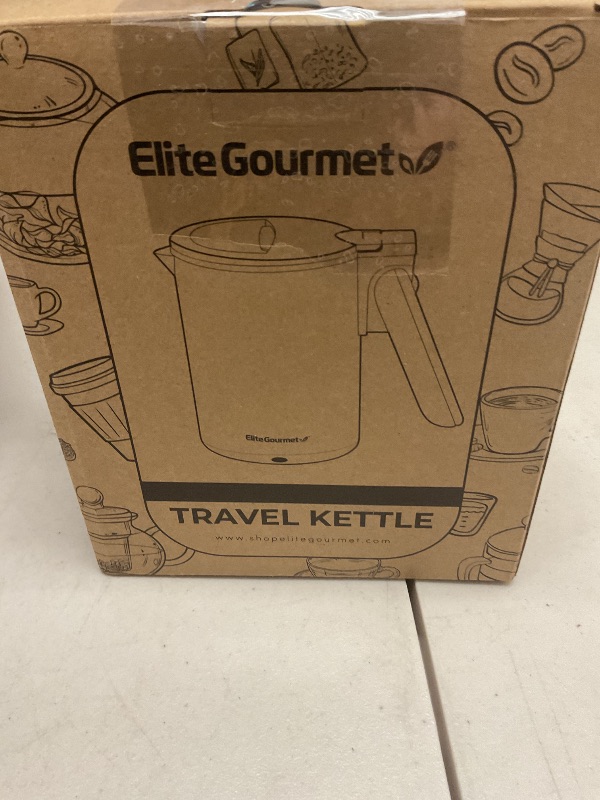 Elite Gourmet®
Elite Gourmet
TRAVEL KETTLE
www.shopelitegourmet.com